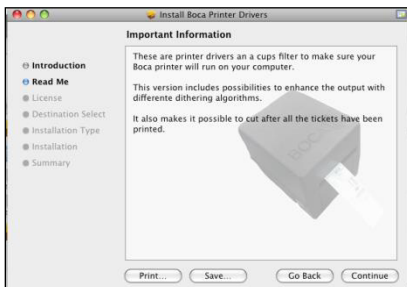 Install Boca Printer Drivers
Important Information
Introduction
Read Me
License
Destination Select
Installation Type
Installation
Summary
These are printer drivers an a cups filter to make sure your
Boca printer will run on your computer.
This version includes possibilities to enhance the output with
differente dithering algorithms.
It also makes it possible to cut after all the tickets have been
printed.
BOCA
Print...
Save...
Go Back
Continue